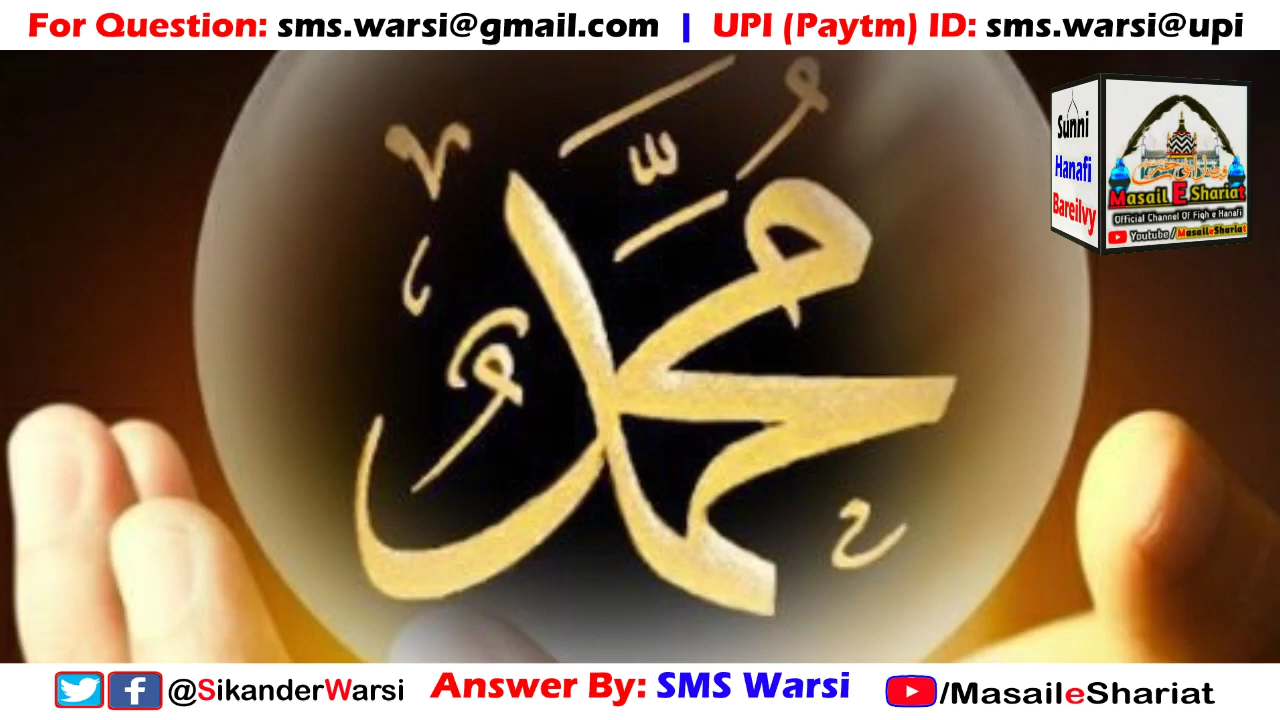 For Question: sms.warsi@gmail.com | UPI (Paytm) ID: sms.warsi@upi
محمد
Sunni
Hanafi
Bareilvy
Masail E Shariat
Official Channel Of Fiqh e Hanafi
Youtube /MasaileShariat
@SikanderWarsi
Answer By: SMS Warsi
/MasaileShariat